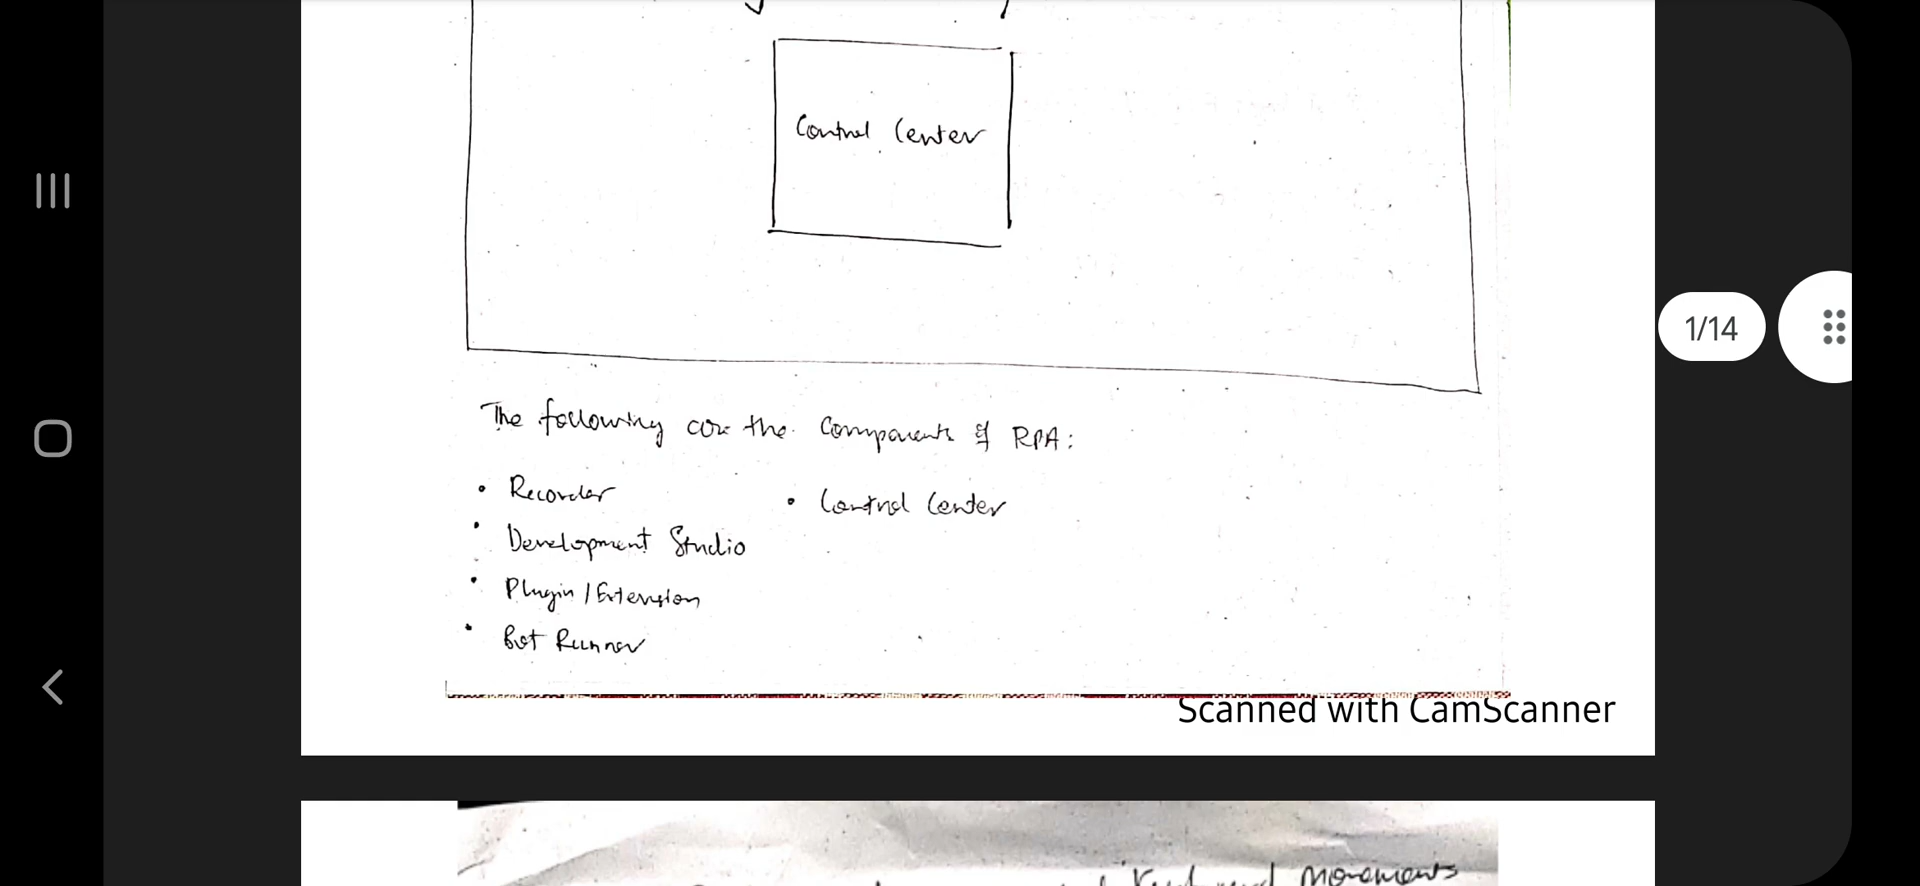 Control Center
1/14
The following are the components of RPA:
• Recorder
• Control Center
• Development Studio
• Plugin / Extension
• Bot Runner
Scanned with CamScanner
movements